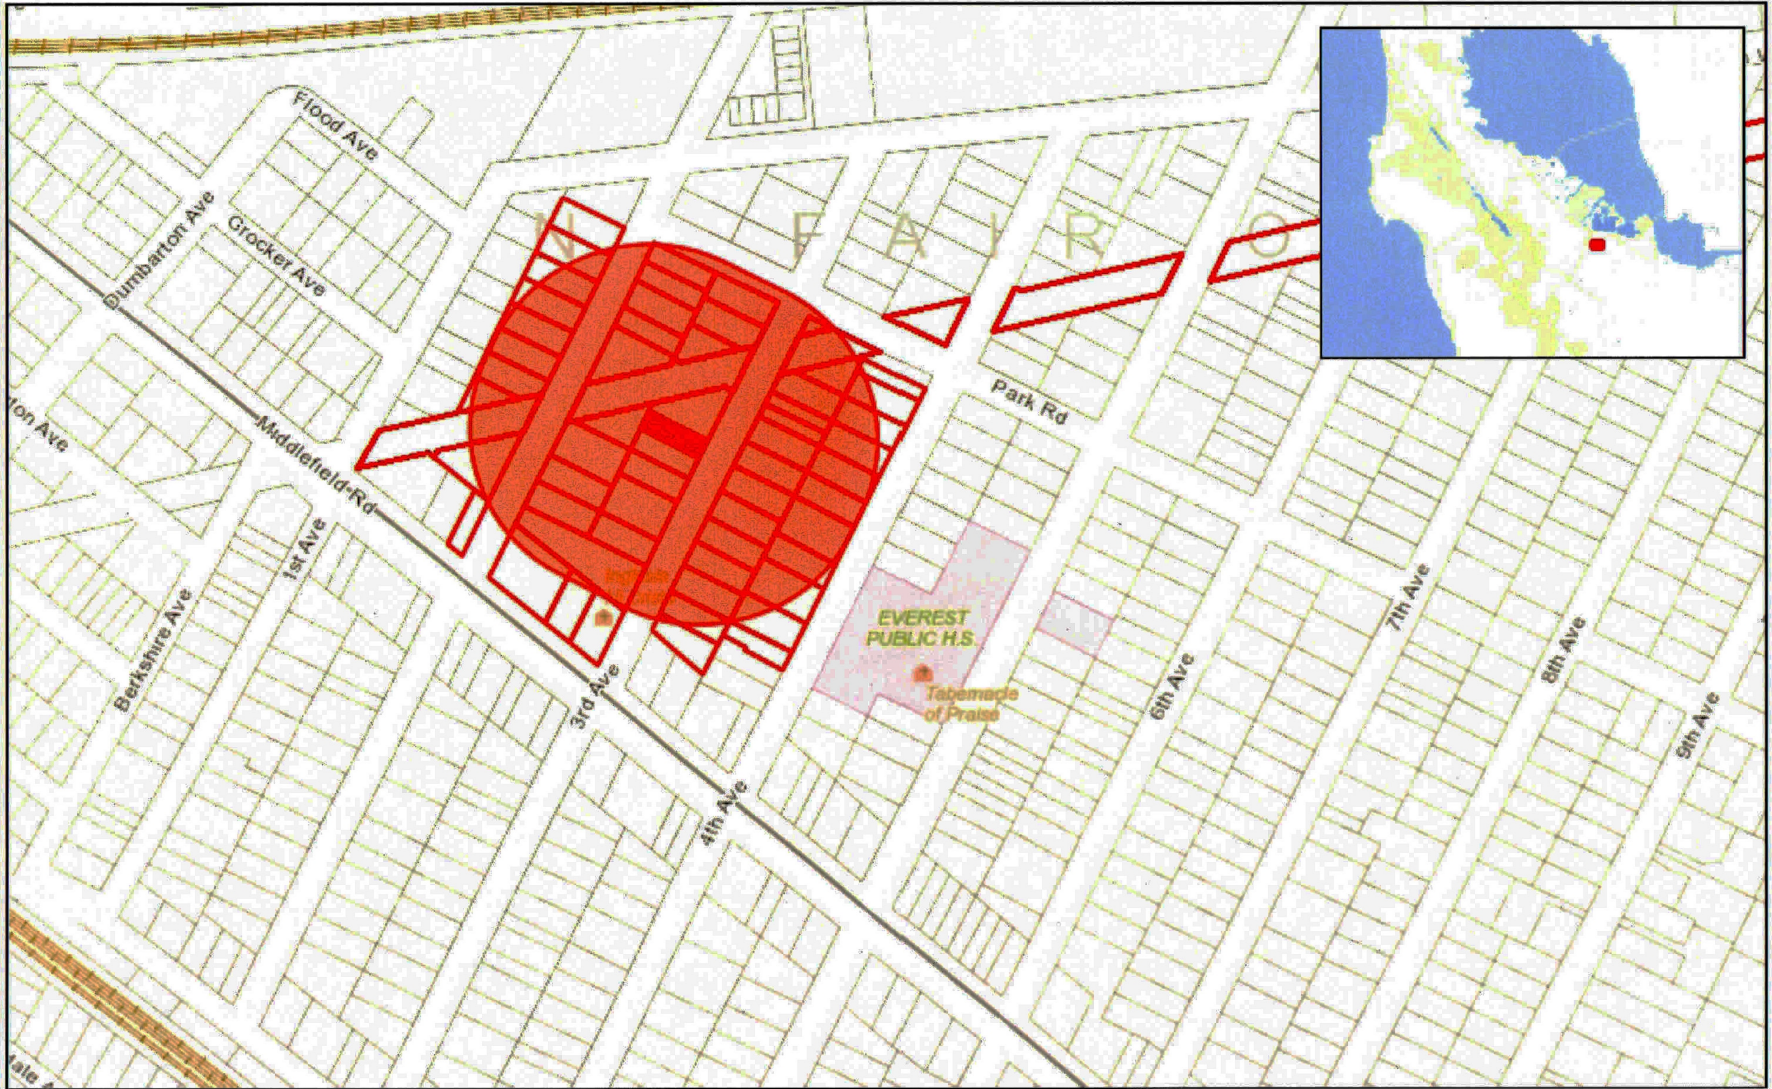 Flood Ave
Dumbarton Ave
Grocker Ave
N FAIR O
Park Rd
Middlefield Rd
1st Ave
Berkshire Ave
3rd Ave
4th Ave
EVEREST
PUBLIC H.S.
Tabernacle
of Praise
6th Ave
7th Ave
8th Ave
9th Ave